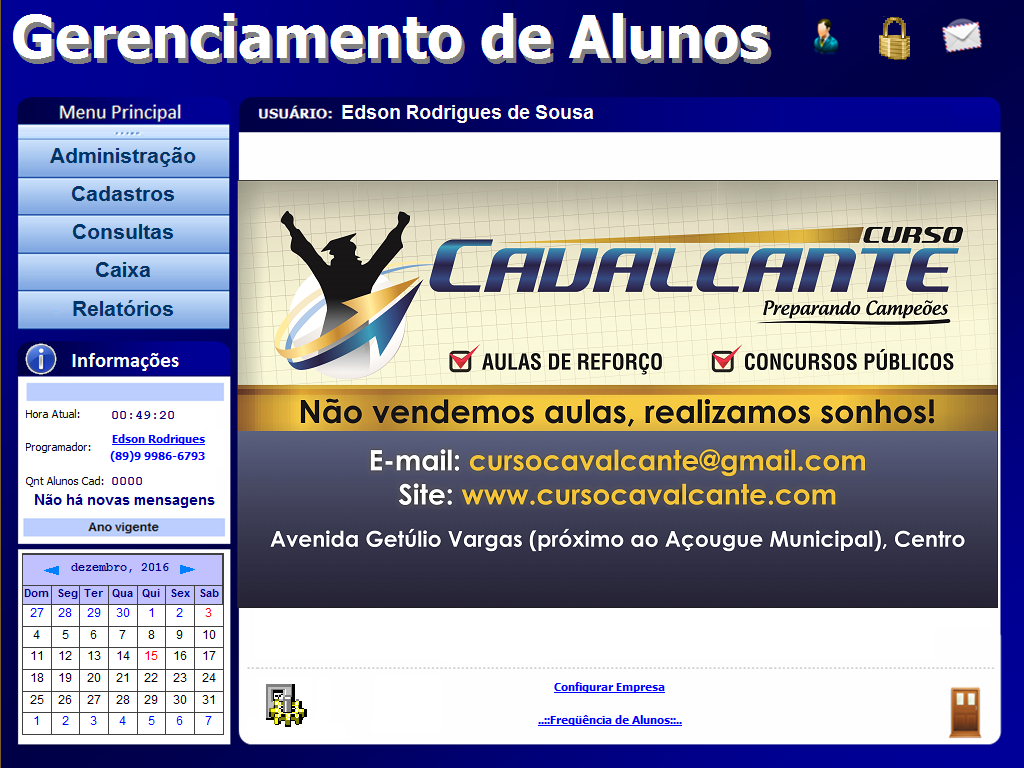 Gerenciamento de Alunos
Menu Principal
Administração
Cadastros
Consultas
Caixa
Relatórios
Informações
Hora Atual: 00:49:20
Programador: Edson Rodrigues
(89)9 9986-6793
Qnt Alunos Cad: 0000
Não há novas mensagens
Ano vigente
dezembro, 2016
Dom Seg Ter Qua Qui Sex Sab
27 28 29 30 1 2 3
4 5 6 7 8 9 10
11 12 13 14 15 16 17
18 19 20 21 22 23 24
25 26 27 28 29 30 31
1 2 3 4 5 6 7
USUÁRIO: Edson Rodrigues de Sousa
CURSO
CAVALCANTE
Preparando Campeões
AULAS DE REFORÇO CONCURSOS PÚBLICOS
Não vendemos aulas, realizamos sonhos!
E-mail: cursocavalcante@gmail.com
Site: www.cursocavalcante.com
Avenida Getúlio Vargas (próximo ao Açougue Municipal), Centro
Configurar Empresa
..::Freqüência de Alunos::..